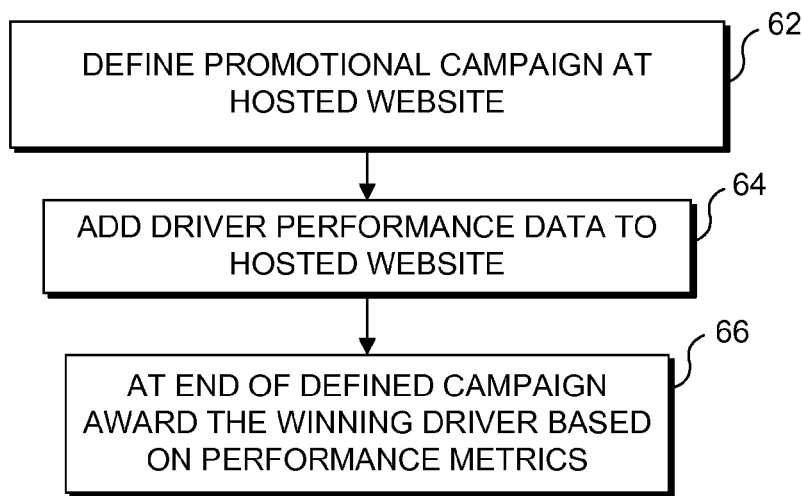 62
DEFINE PROMOTIONAL CAMPAIGN AT
HOSTED WEBSITE
64
ADD DRIVER PERFORMANCE DATA TO
HOSTED WEBSITE
66
AT END OF DEFINED CAMPAIGN
AWARD THE WINNING DRIVER BASED
ON PERFORMANCE METRICS